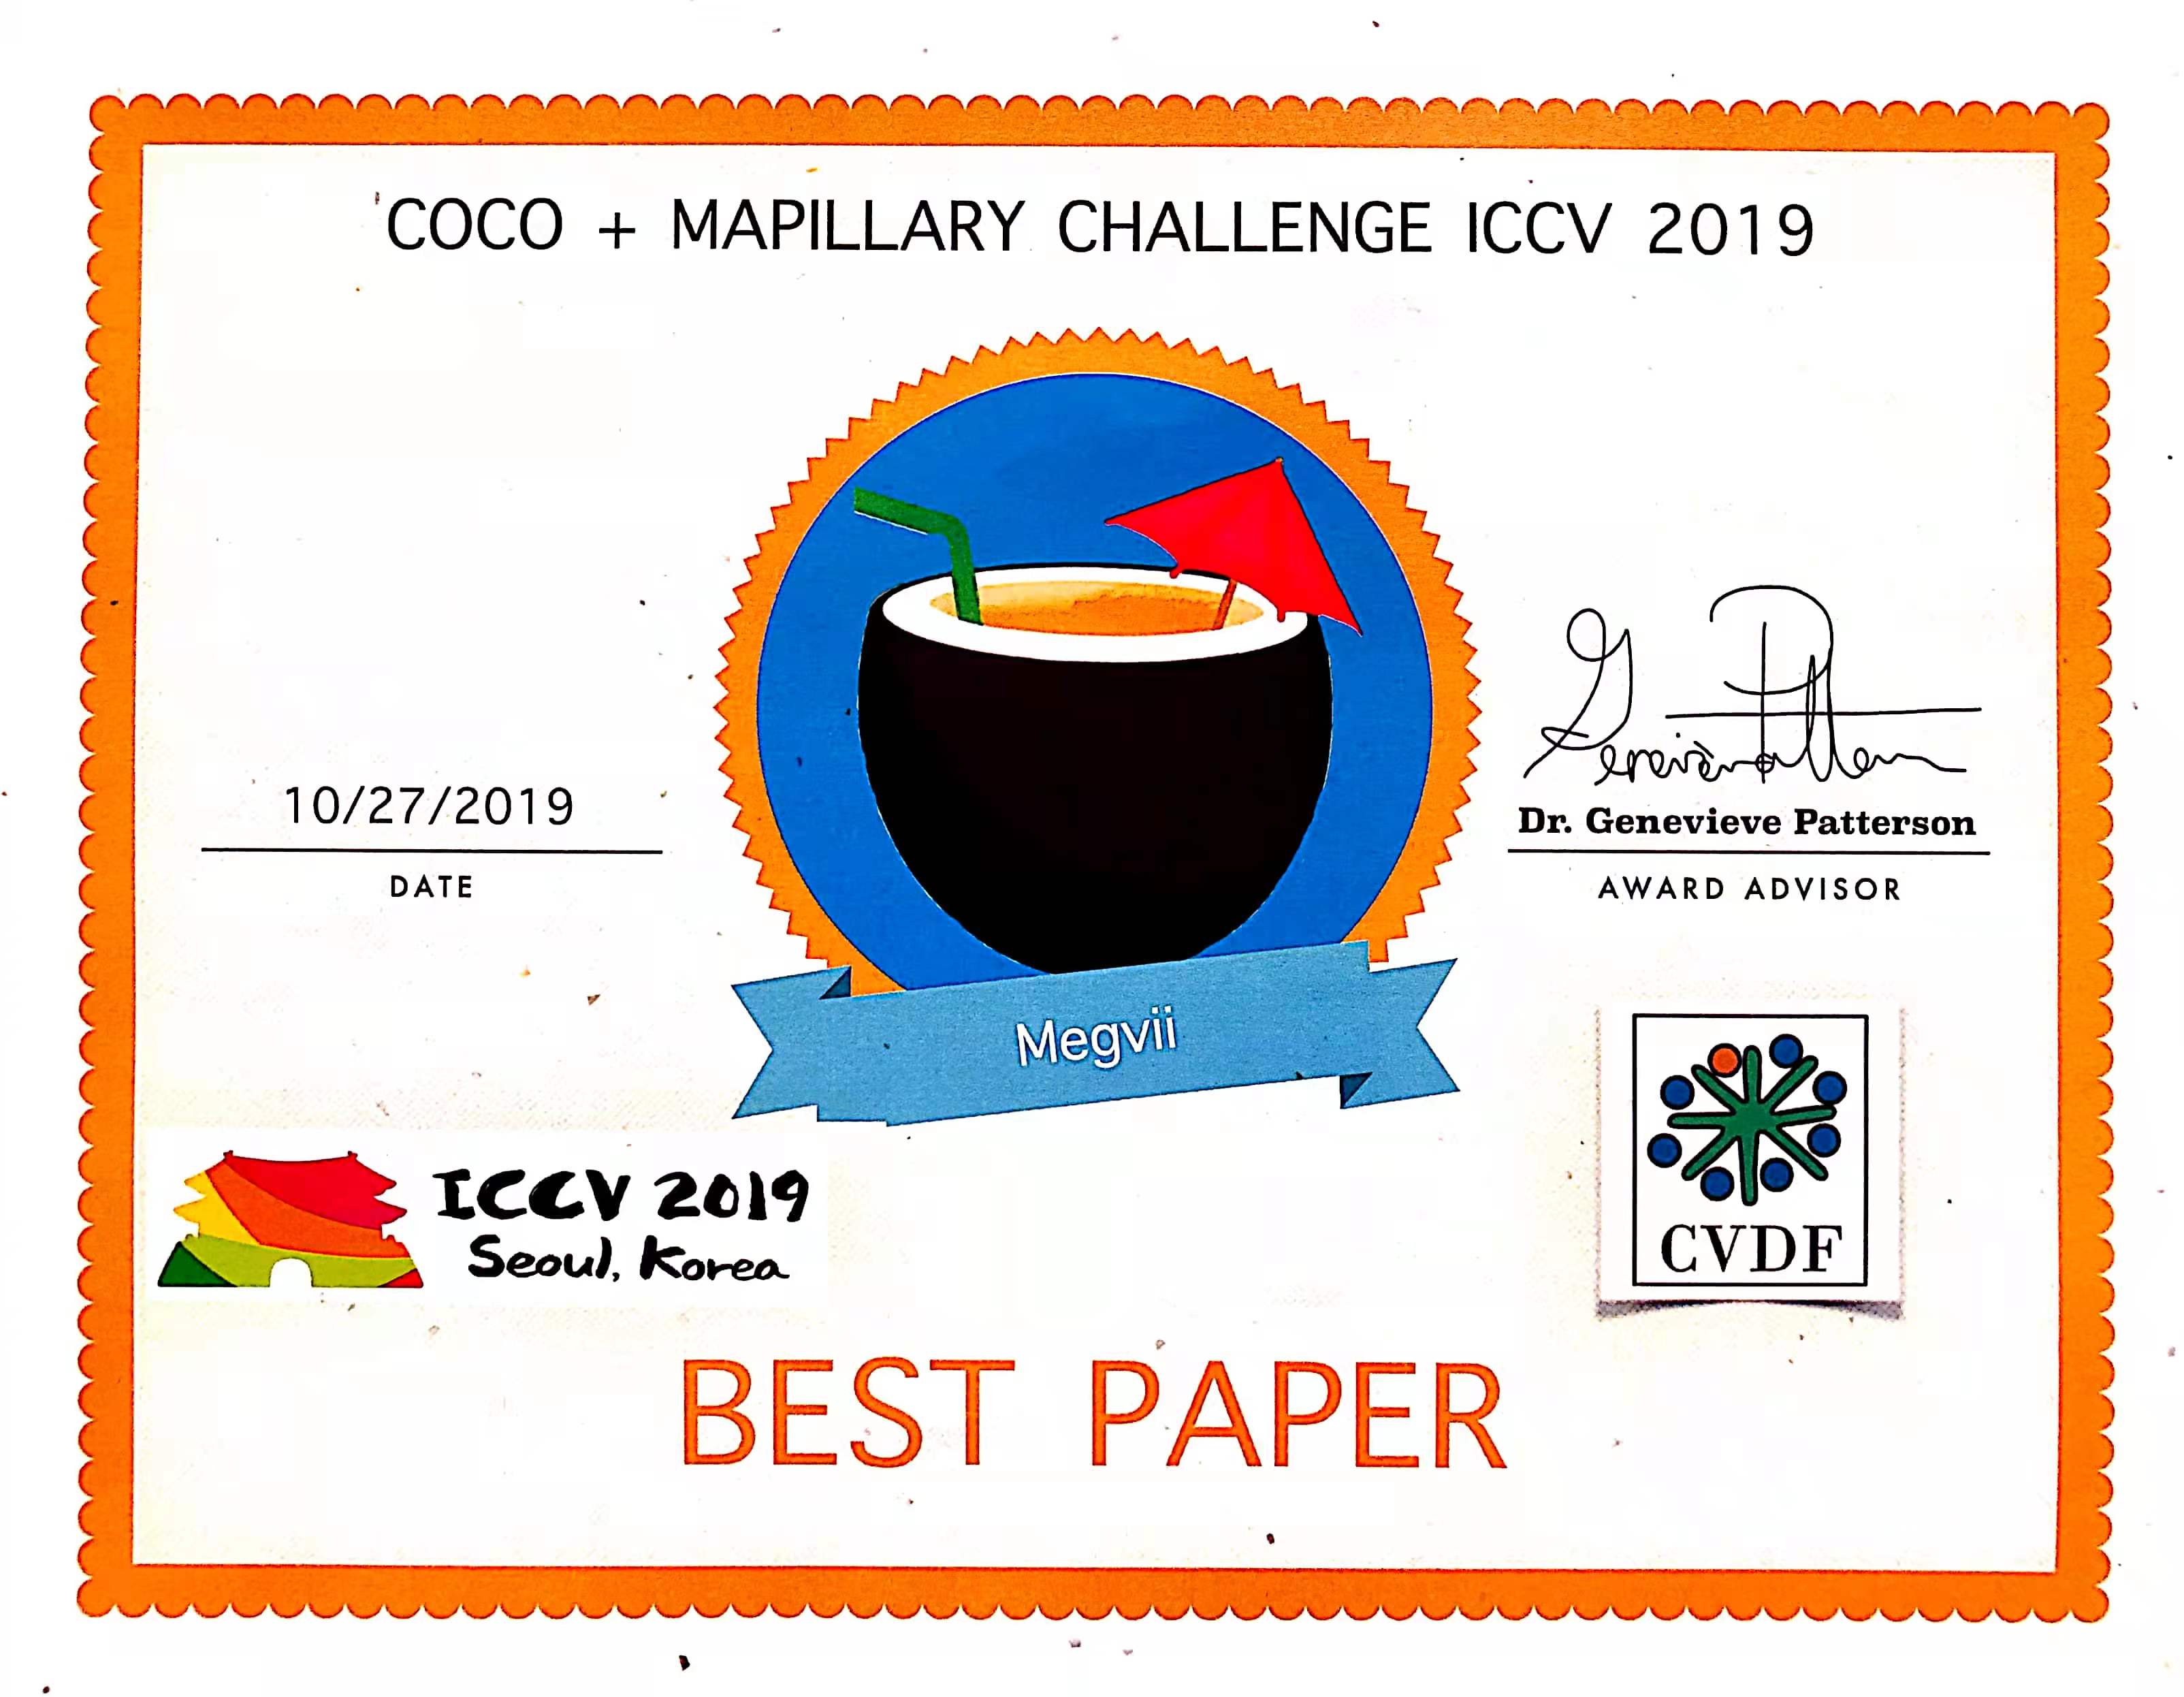 COCO + MAPILLARY CHALLENGE ICCV 2019
10/27/2019
DATE
Dr. Genevieve Patterson
AWARD ADVISOR
Megvii
ICCV 2019
Seoul, Korea
CVDF
BEST PAPER